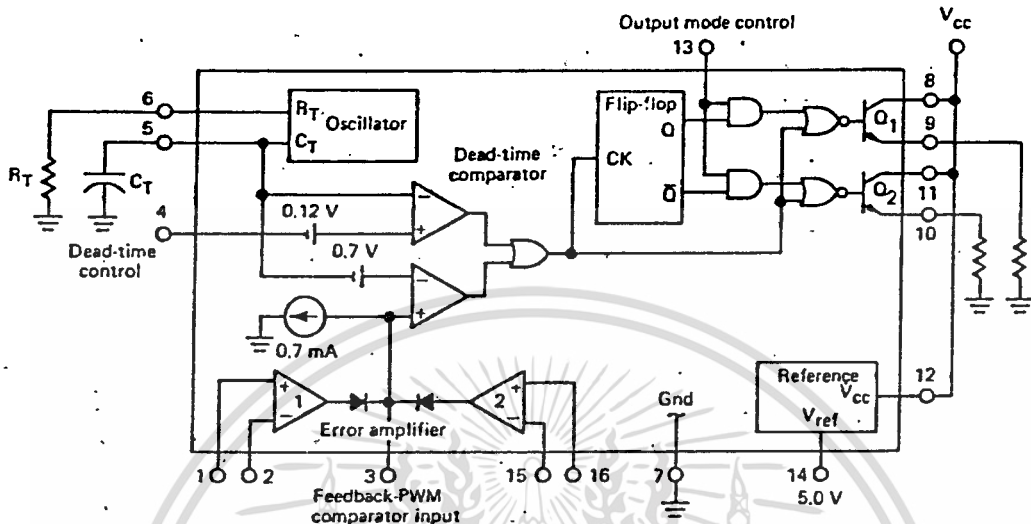 Output mode control
13
Vcc
6
RT
Oscillator
5
CT
RT
CT
4
Dead-time
control
0.12 V
0.7 V
Dead-time
comparator
Flip-flop
Q
CK
Q̅
8
Q1
9
11
Q2
10
0.7 mA
+
1
−
+
2
−
Error amplifier
Gnd
Reference
Vcc
Vref
12
1
2
3
15
16
7
14
5.0 V
Feedback-PWM
comparator input